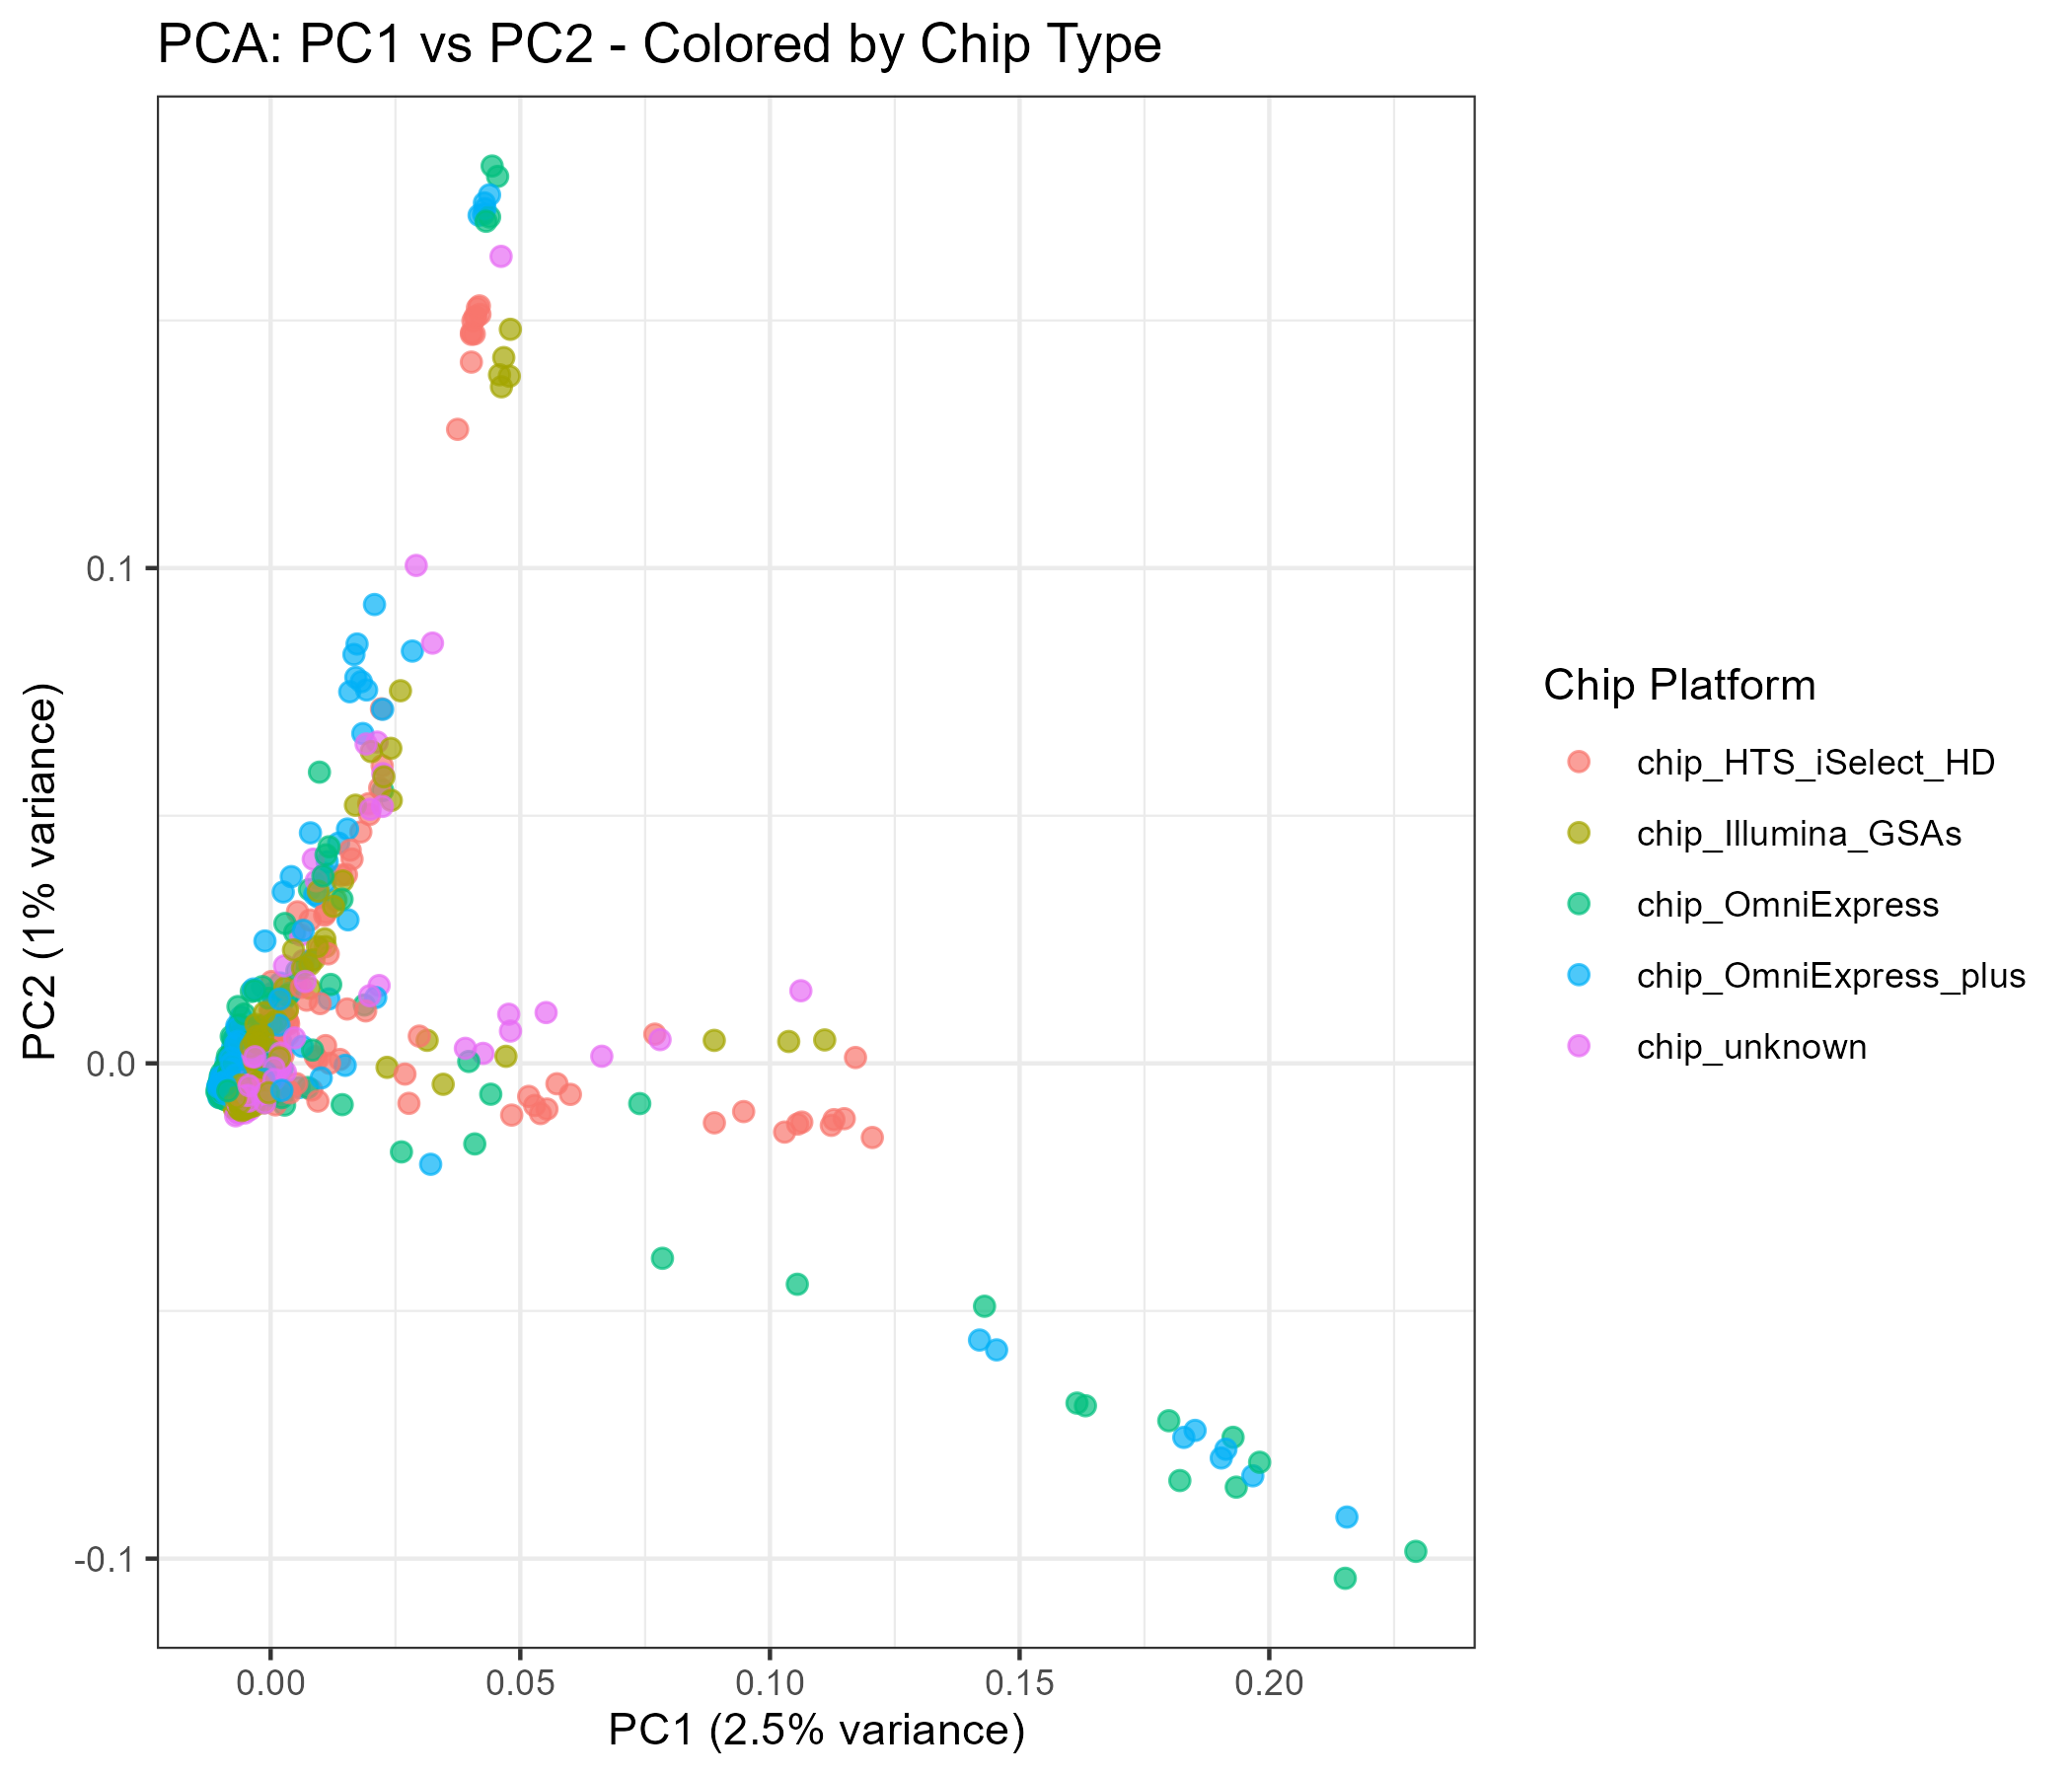 PCA: PC1 vs PC2 - Colored by Chip Type
PC2 (1% variance)
0.1
0.0
-0.1
0.00 0.05 0.10 0.15 0.20
PC1 (2.5% variance)
Chip Platform
chip_HTS_iSelect_HD
chip_Illumina_GSAs
chip_OmniExpress
chip_OmniExpress_plus
chip_unknown